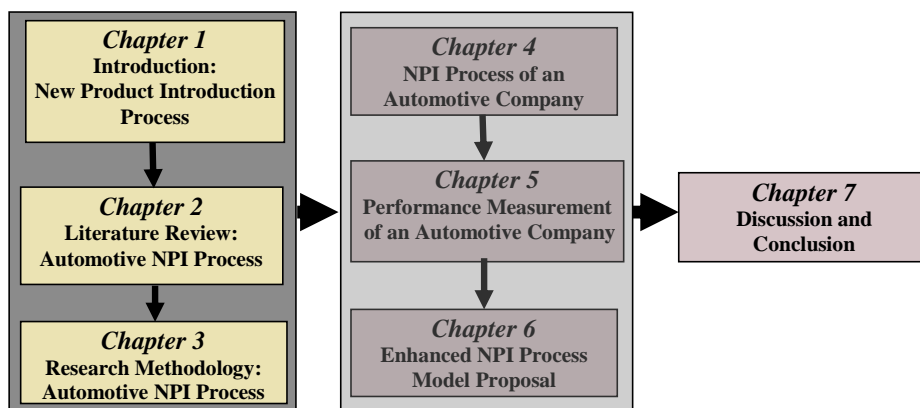 Chapter 1
Introduction:
New Product Introduction
Process
Chapter 2
Literature Review:
Automotive NPI Process
Chapter 3
Research Methodology:
Automotive NPI Process
Chapter 4
NPI Process of an
Automotive Company
Chapter 5
Performance Measurement
of an Automotive Company
Chapter 6
Enhanced NPI Process
Model Proposal
Chapter 7
Discussion and
Conclusion